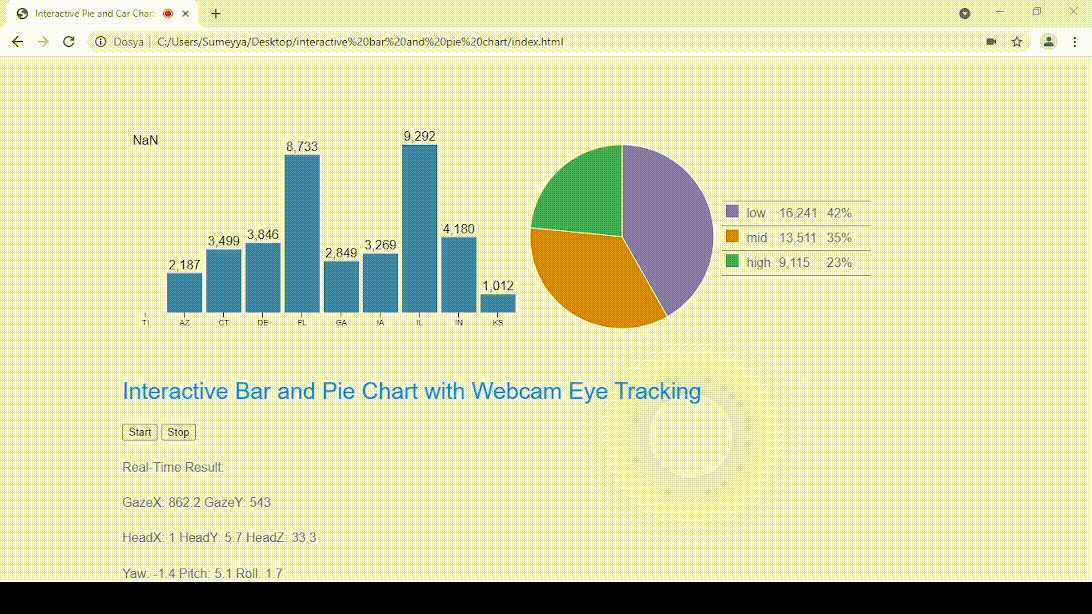 Interactive Pie and Car Chart
Dosya | C:/Users/Sumeyya/Desktop/interactive%20bar%20and%20pie%20chart/index.html
NaN
2,187
3,499
3,846
8,733
2,849
3,269
9,292
4,180
1,012
TI AZ CT DE FL GA IA IL IN KS
low 16,241 42%
mid 13,511 35%
high 9,115 23%
Interactive Bar and Pie Chart with Webcam Eye Tracking
Start Stop
Real-Time Result:
GazeX: 862.2 GazeY: 543
HeadX: 1 HeadY: 5.7 HeadZ: 33.3
Yaw: -1.4 Pitch: 5.1 Roll: 1.7